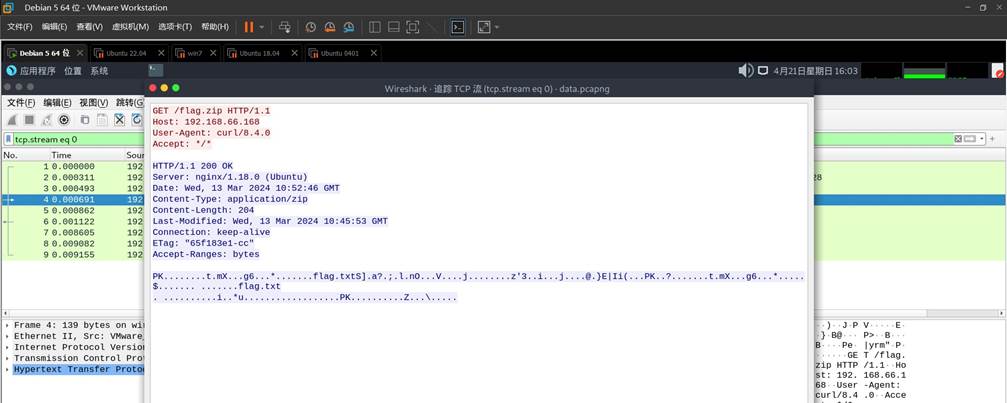 Debian 5 64 位 - VMware Workstation
文件(F) 编辑(E) 查看(V) 虚拟机(M) 选项卡(T) 帮助(H)
Debian 5 64 位 Ubuntu 22.04 win7 Ubuntu 18.04 Ubuntu 0401
应用程序 位置 系统 4月21日星期日 16:03
Wireshark · 追踪 TCP 流 (tcp.stream eq 0) · data.pcapng
文件(F) 编辑(E) 视图(V) 跳转(G)
tcp.stream eq 0
No. Time Sour
1 0.000000 192
2 0.000311 192
3 0.000493 192
4 0.000691 192
5 0.000862 192
6 0.001122 192
7 0.008605 192
8 0.009082 192
9 0.009155 192
28
GET /flag.zip HTTP/1.1
Host: 192.168.66.168
User-Agent: curl/8.4.0
Accept: */*
HTTP/1.1 200 OK
Server: nginx/1.18.0 (Ubuntu)
Date: Wed, 13 Mar 2024 10:52:46 GMT
Content-Type: application/zip
Content-Length: 204
Last-Modified: Wed, 13 Mar 2024 10:45:53 GMT
Connection: keep-alive
ETag: "65f183e1-cc"
Accept-Ranges: bytes
PK........t.mX...g6...*.......flag.txtS].a?.;.l.nO...V....j........z'3..i...j....@.}E|Ii(...PK..?.......t.mX...g6...*.....
$....... .......flag.txt
. ..........i..*u..................PK..........Z...\.....
Frame 4: 139 bytes on wir
Ethernet II, Src: VMware_
Internet Protocol Version
Transmission Control Pro
Hypertext Transfer Proto
··)··J·P V·····E·
·}·B@·· ·P>··B···
B····Pe· |yrm"·P·
······GE T /flag.
zip HTTP /1.1··Ho
st: 192. 168.66.1
68··User -Agent:
curl/8.4 .0··Acce